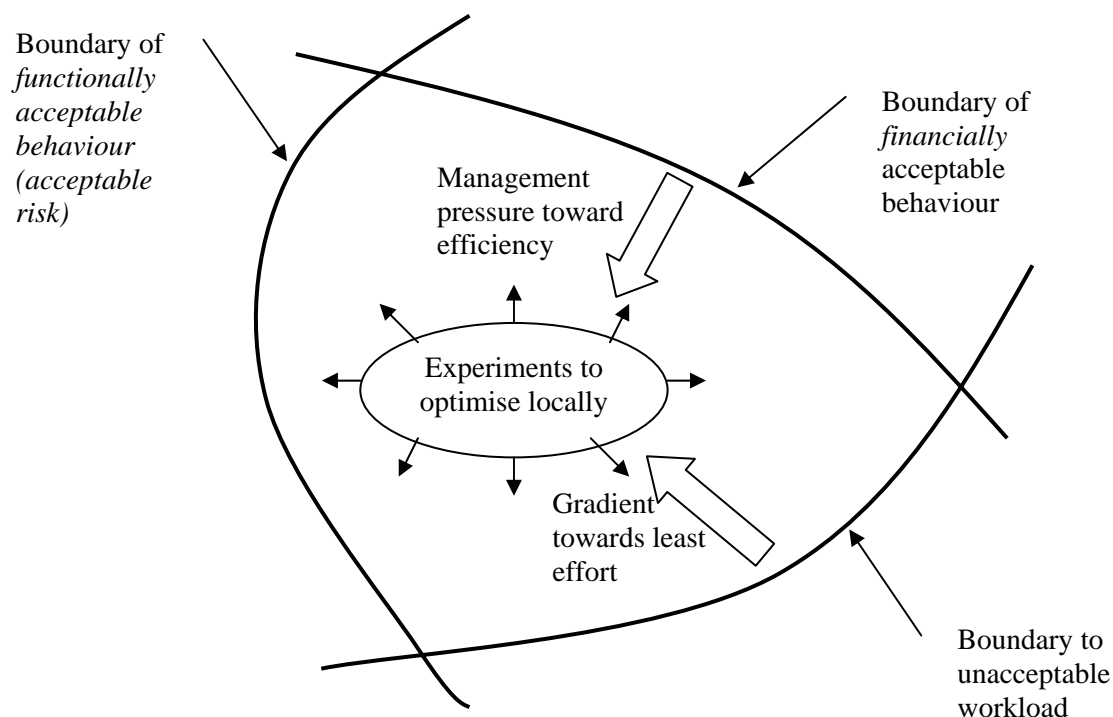 Boundary of
functionally
acceptable
behaviour
(acceptable
risk)
Boundary of
financially
acceptable
behaviour
Management
pressure toward
efficiency
Experiments to
optimise locally
Gradient
towards least
effort
Boundary to
unacceptable
workload